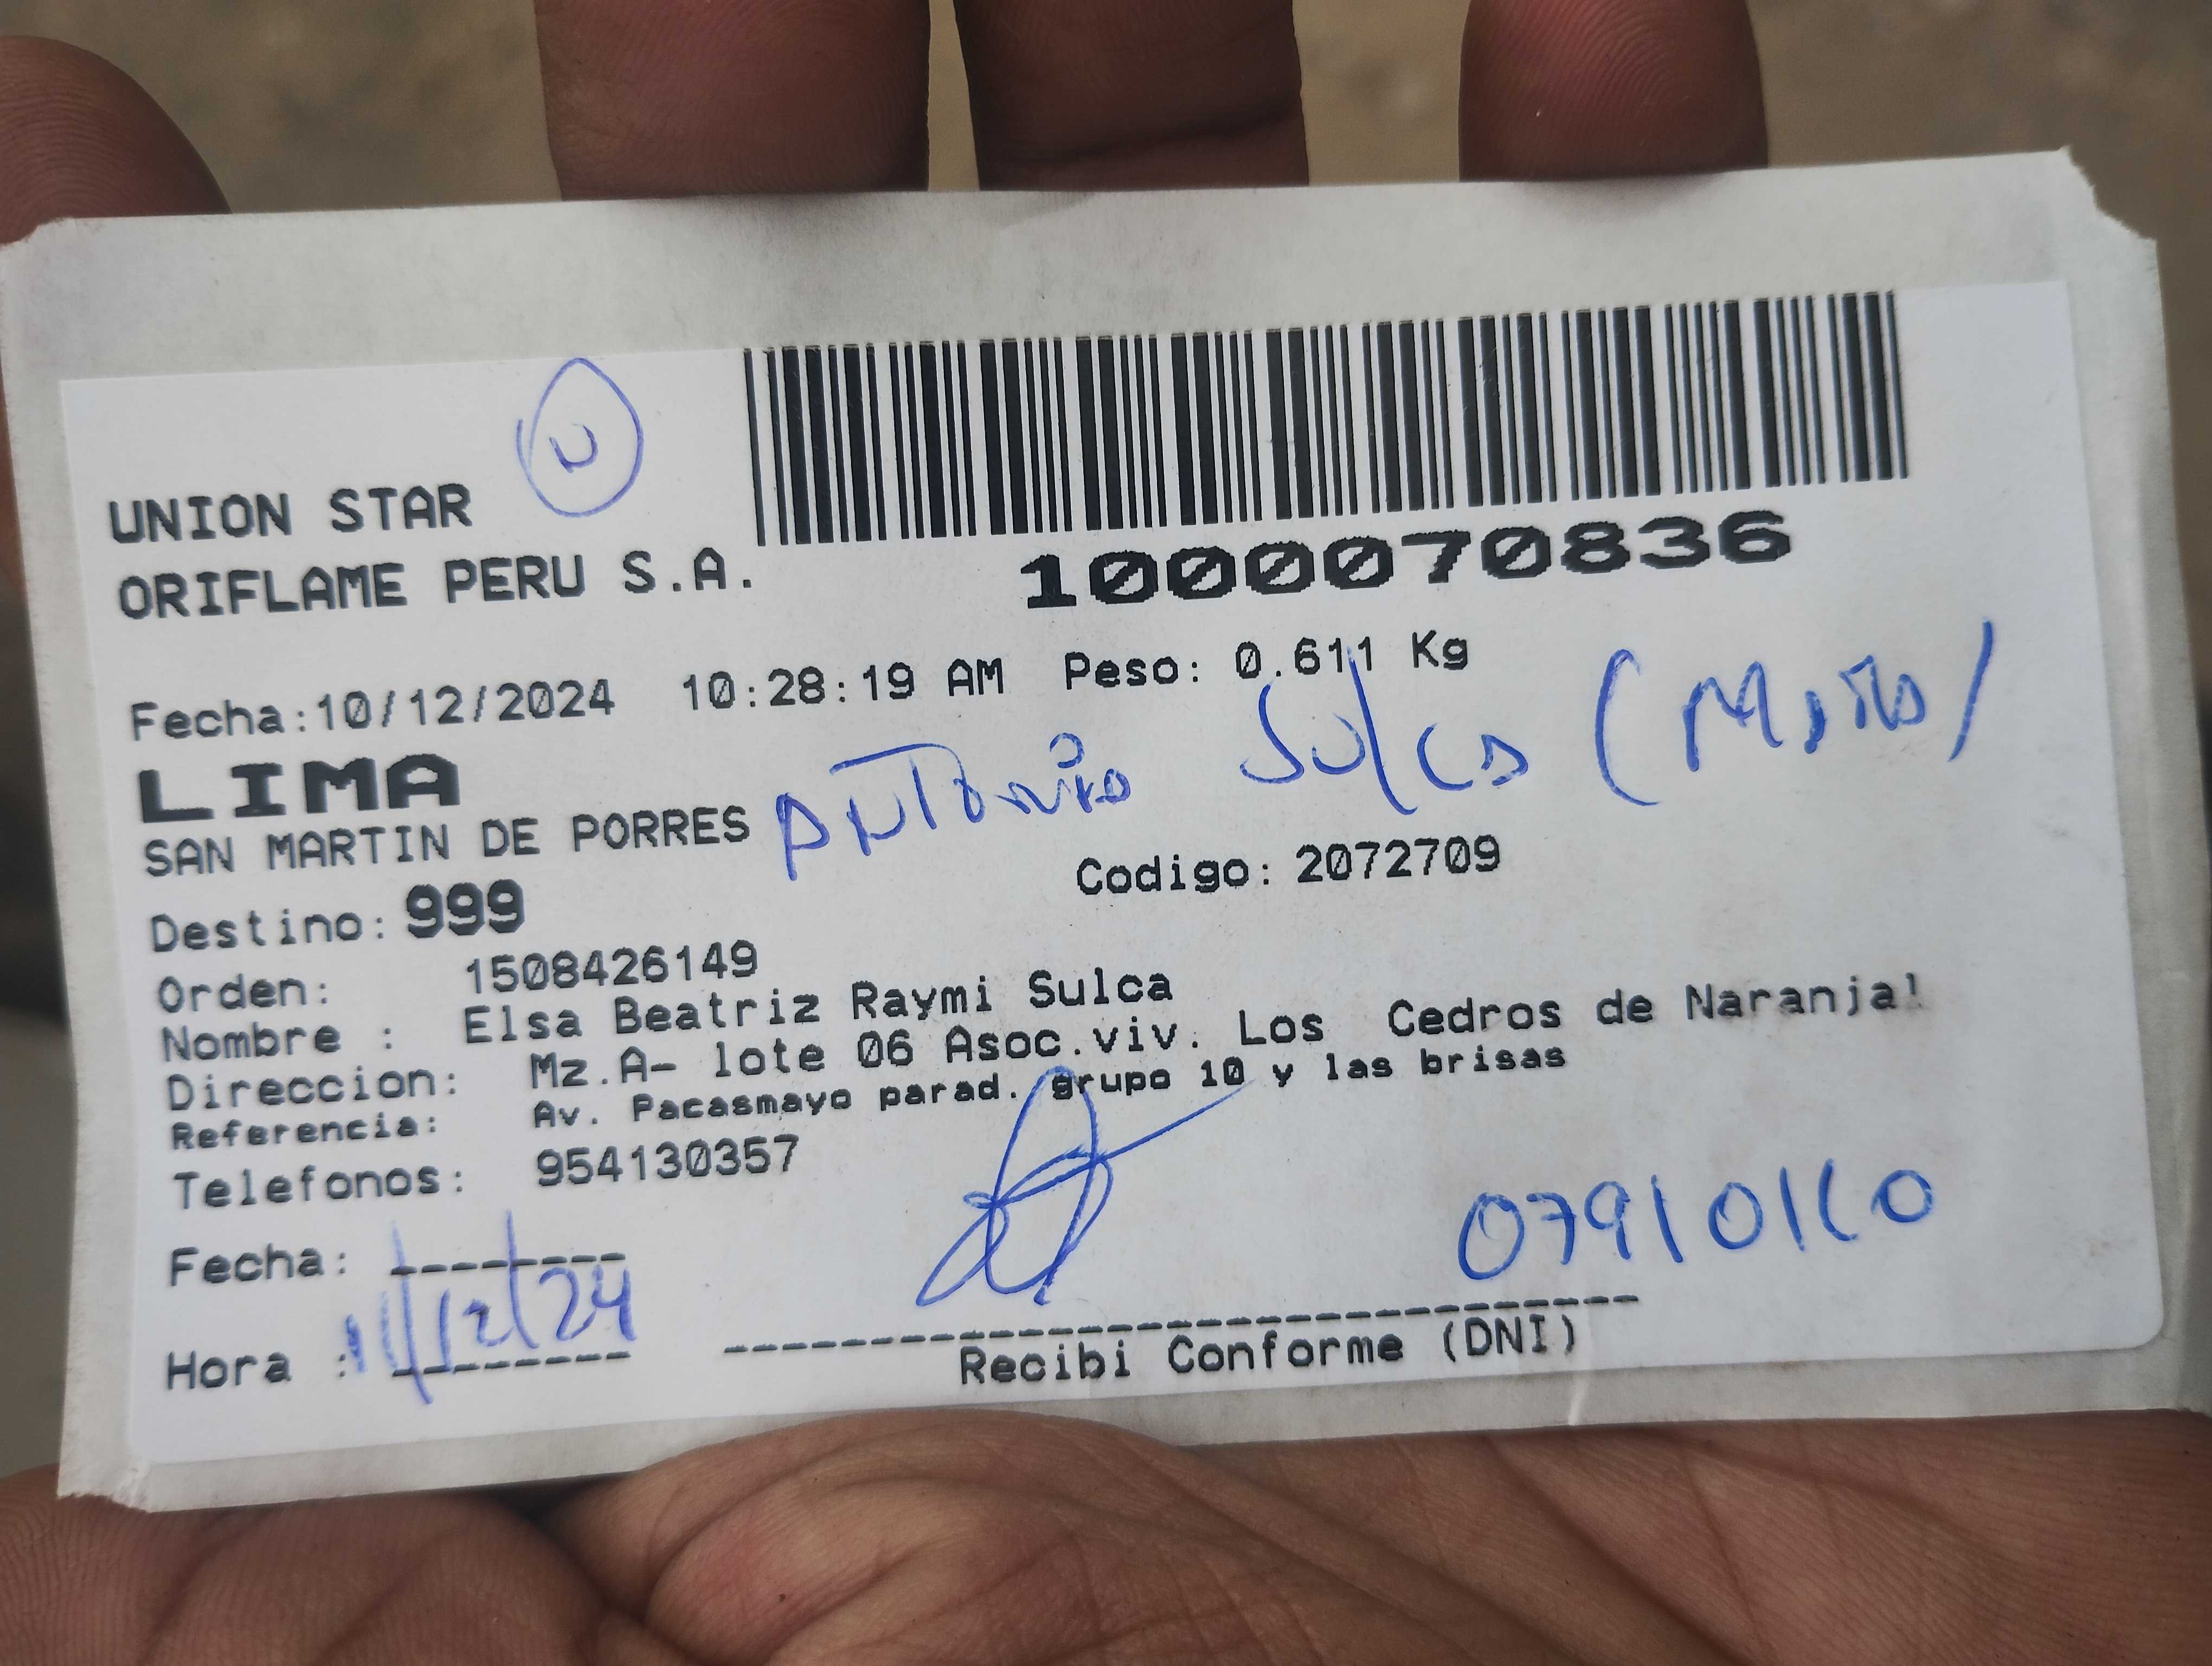 U
UNION STAR
ORIFLAME PERU S.A.
1000070836
Fecha:10/12/2024 10:28:19 AM Peso: 0.611 Kg
LIMA
ANTONIO SULCA (
SAN MARTIN DE PORRES
Codigo: 2072709
Destino: 999
Orden: 1508426149
Nombre : Elsa Beatriz Raymi Sulca
Direccion: Mz.A- lote 06 Asoc.viv. Los Cedros de Naranjal
Referencia: Av. Pacasmayo parad. grupo 10 y las brisas
Telefonos: 954130357
Fecha:
11/12/24
Hora :
Recibi Conforme (DNI)